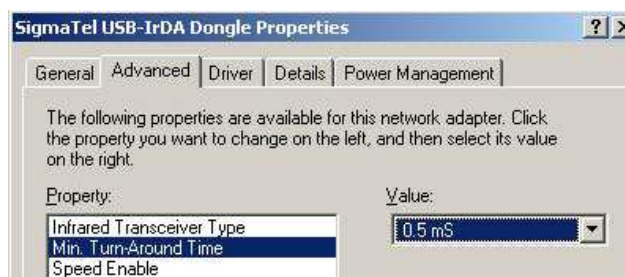 SigmaTel USB-IrDA Dongle Properties
General Advanced Driver Details Power Management
The following properties are available for this network adapter. Click
the property you want to change on the left, and then select its value
on the right.
Property: Value:
Infrared Transceiver Type
Min. Turn-Around Time 0.5 mS
Speed Enable